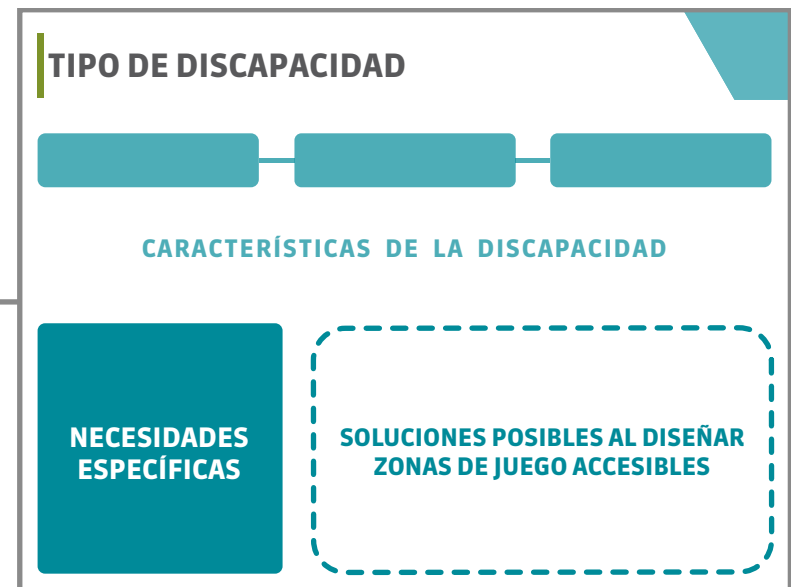 TIPO DE DISCAPACIDAD
CARACTERÍSTICAS DE LA DISCAPACIDAD
NECESIDADES
ESPECÍFICAS
SOLUCIONES POSIBLES AL DISEÑAR
ZONAS DE JUEGO ACCESIBLES